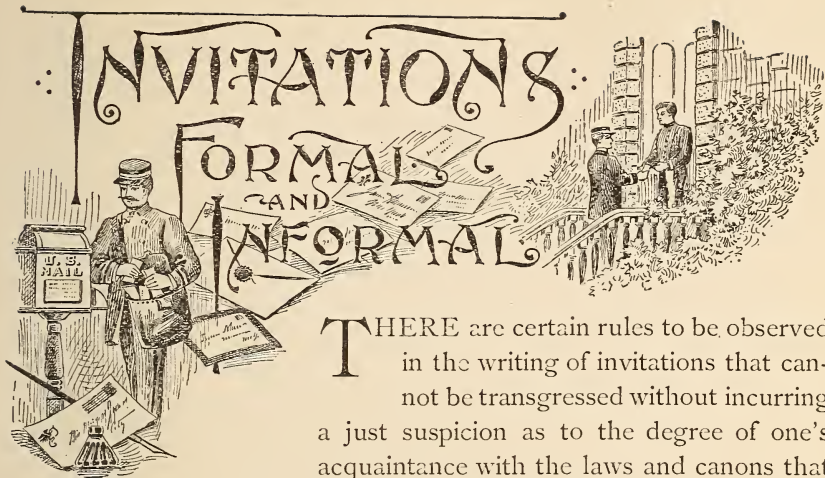 INVITATIONS
FORMAL
AND
INFORMAL
U.S.
MAIL
THERE are certain rules to be observed
in the writing of invitations that can-
not be transgressed without incurring
a just suspicion as to the degree of one's
acquaintance with the laws and canons that